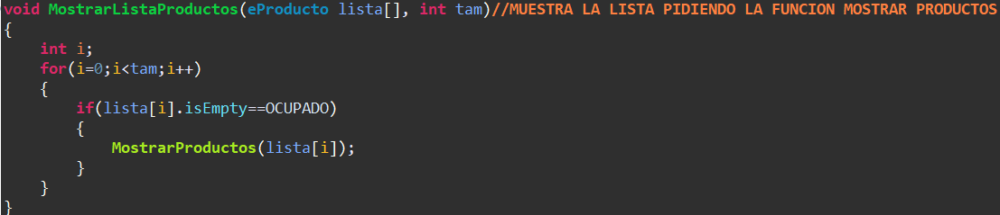 void MostrarListaProductos(eProducto lista[], int tam)//MUESTRA LA LISTA PIDIENDO LA FUNCION MOSTRAR PRODUCTOS
{
    int i;
    for(i=0;i<tam;i++)
    {
        if(lista[i].isEmpty==OCUPADO)
        {
            MostrarProductos(lista[i]);
        }
    }
}